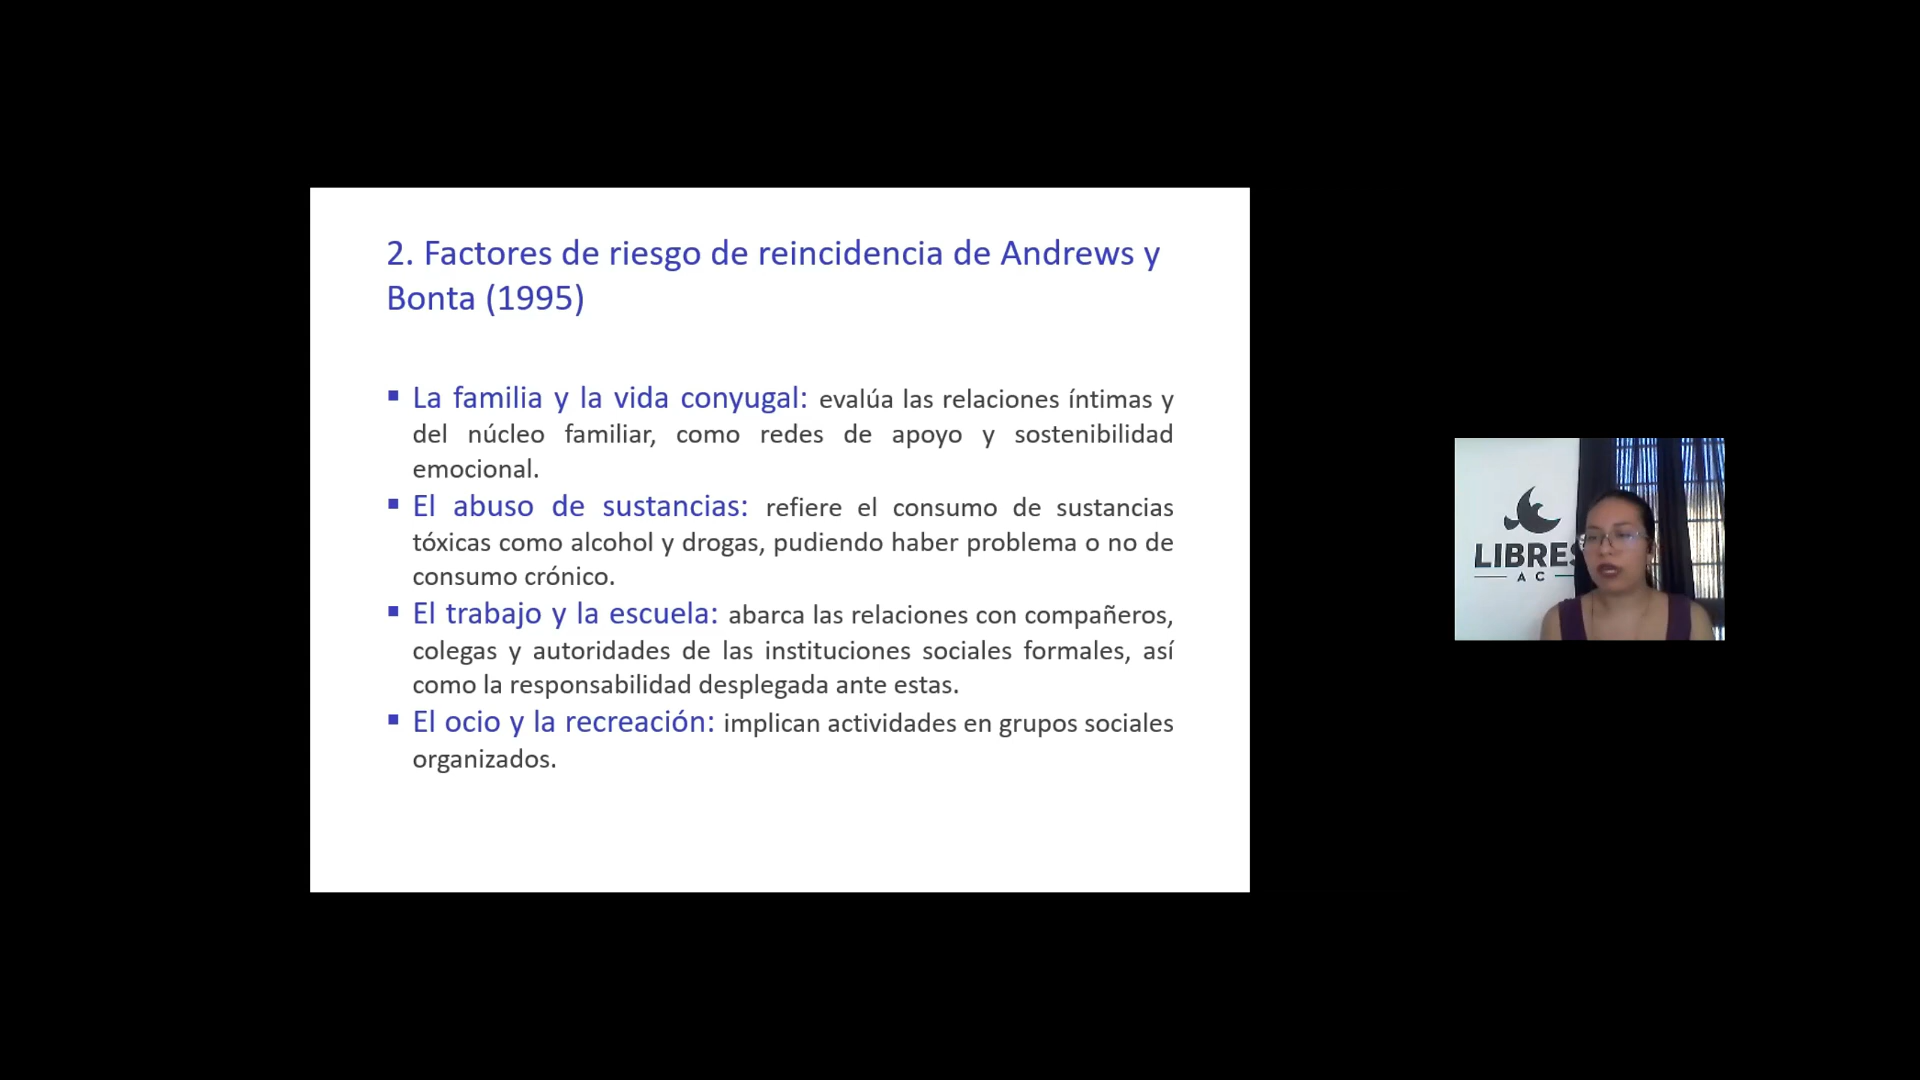 2. Factores de riesgo de reincidencia de Andrews y
Bonta (1995)
▪ La familia y la vida conyugal: evalúa las relaciones íntimas y
del núcleo familiar, como redes de apoyo y sostenibilidad
emocional.
▪ El abuso de sustancias: refiere el consumo de sustancias
tóxicas como alcohol y drogas, pudiendo haber problema o no de
consumo crónico.
▪ El trabajo y la escuela: abarca las relaciones con compañeros,
colegas y autoridades de las instituciones sociales formales, así
como la responsabilidad desplegada ante estas.
▪ El ocio y la recreación: implican actividades en grupos sociales
organizados.
LIBRES
AC